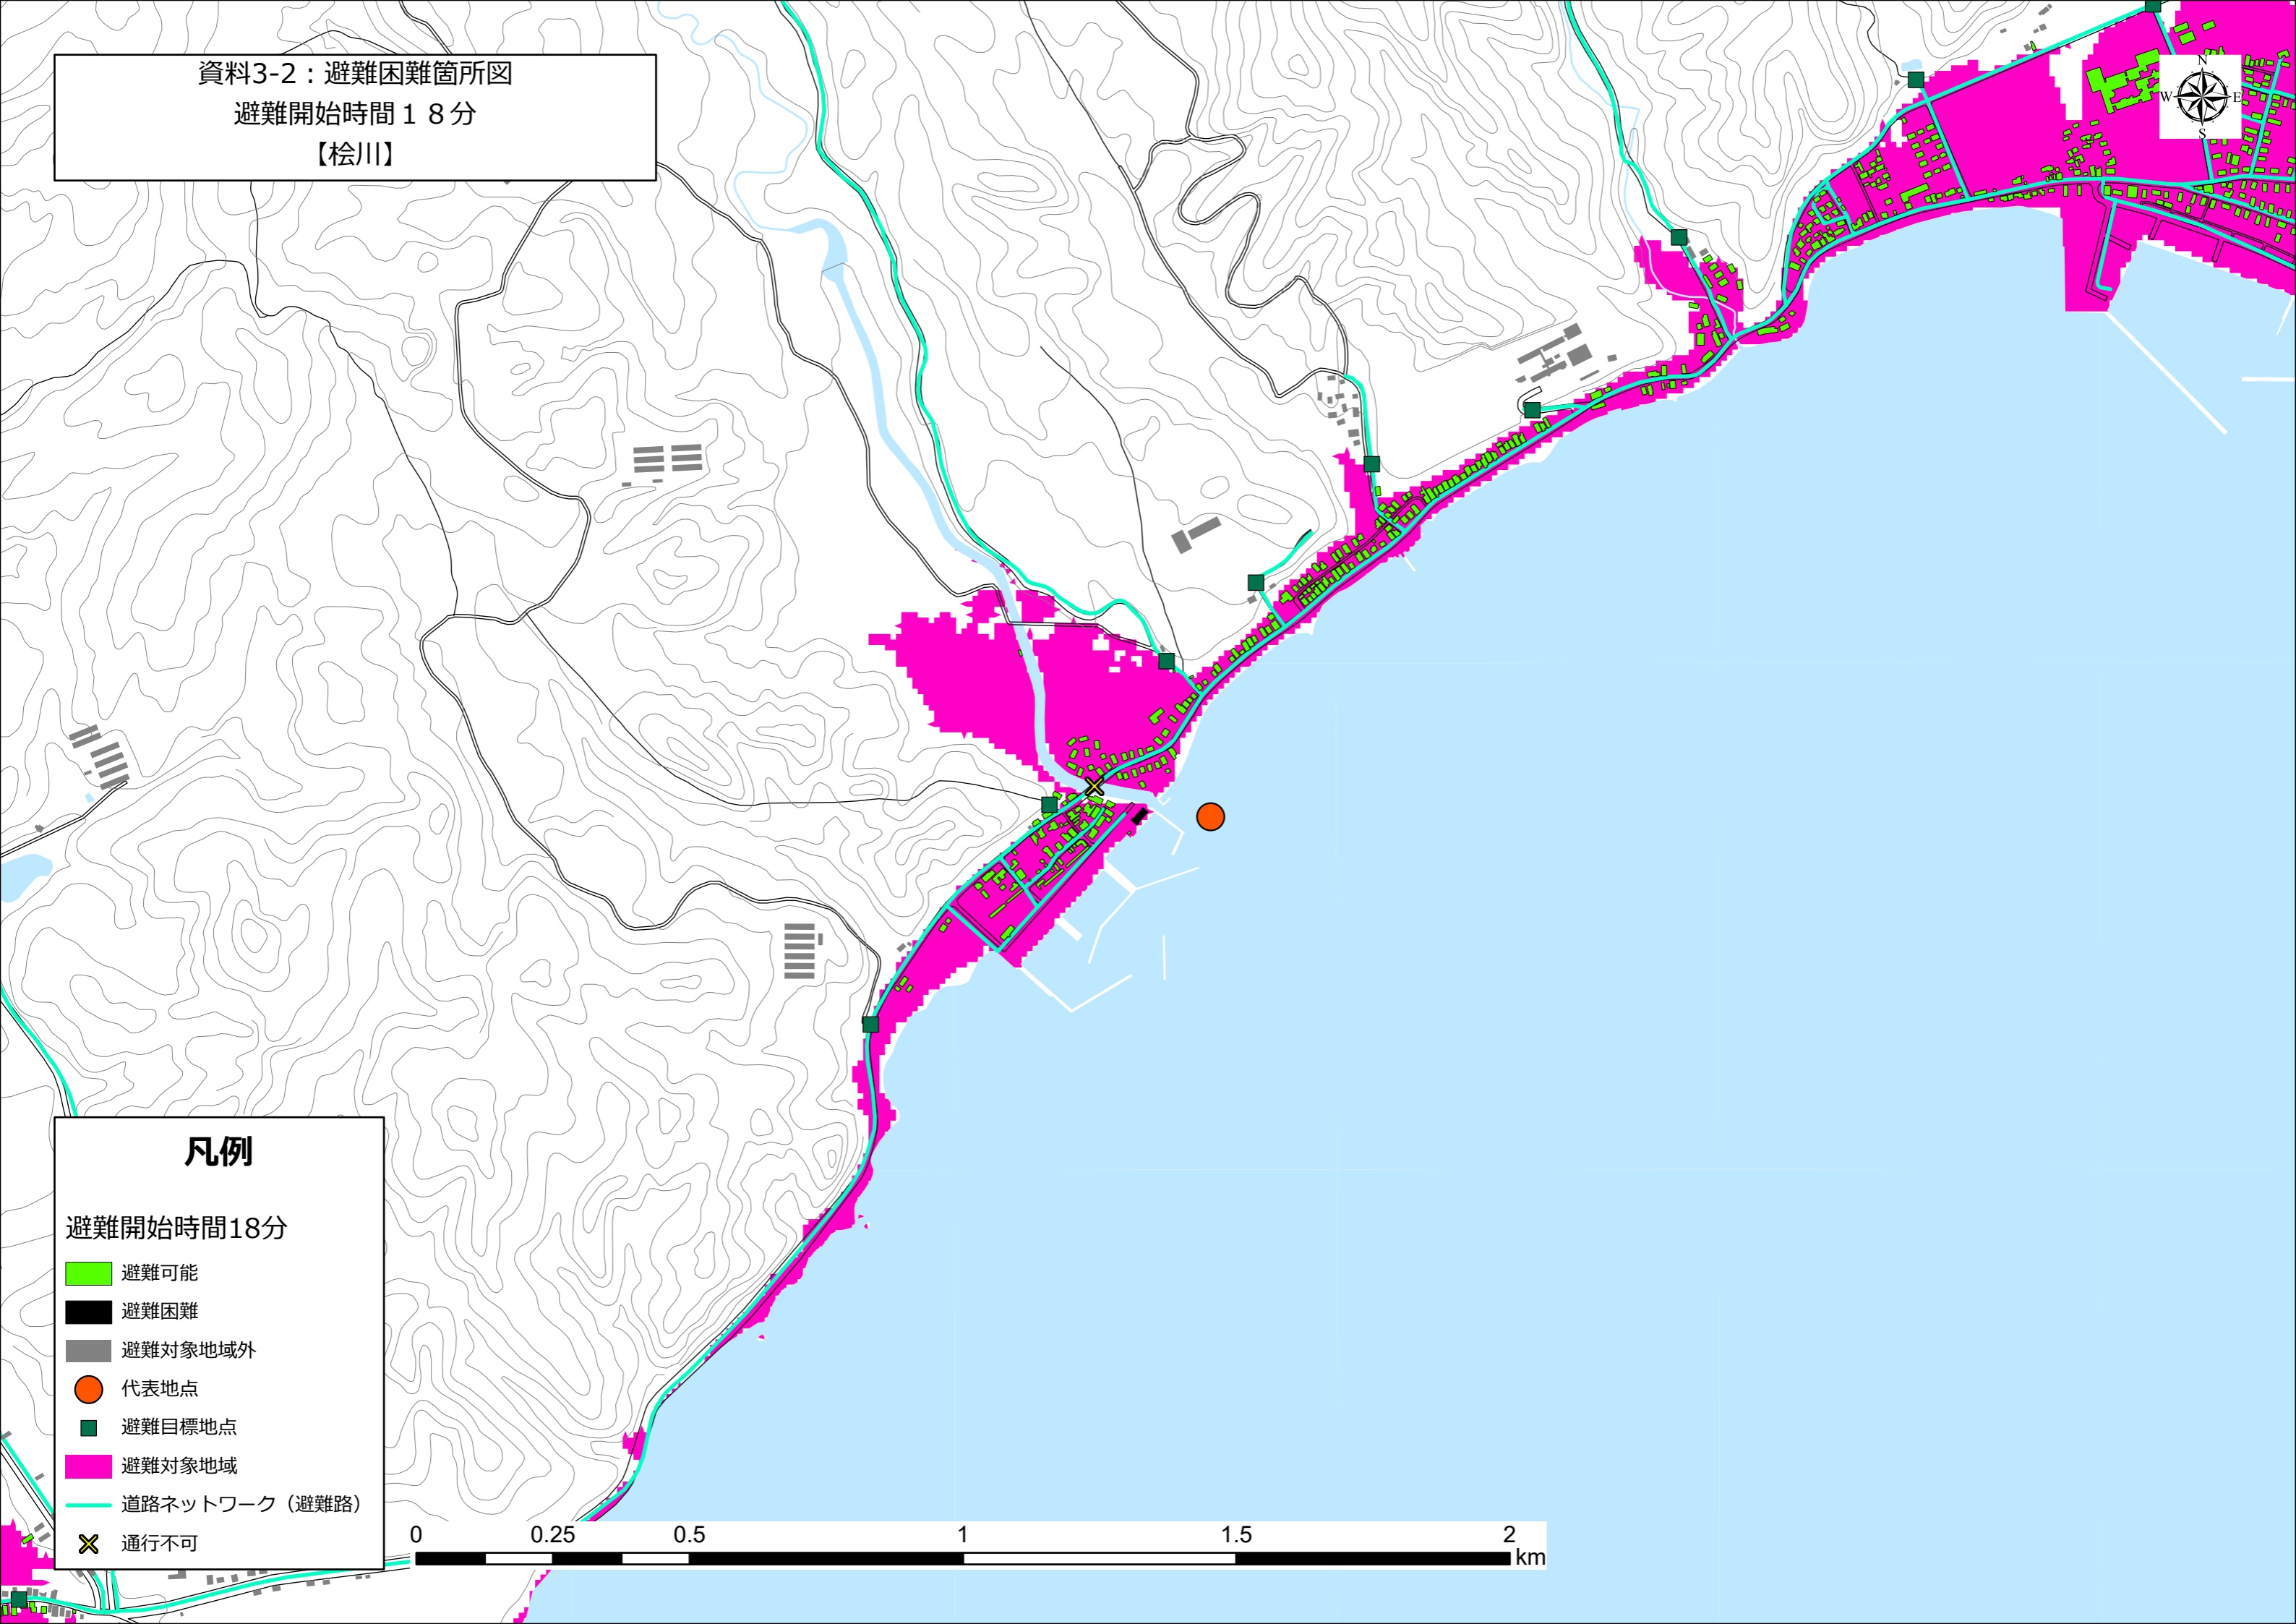 資料3-2：避難困難箇所図
避難開始時間１８分
【桧川】
N
W
E
S
凡例
避難開始時間18分
避難可能
避難困難
避難対象地域外
代表地点
避難目標地点
避難対象地域
道路ネットワーク（避難路）
通行不可
0 0.25 0.5 1 1.5 2
km